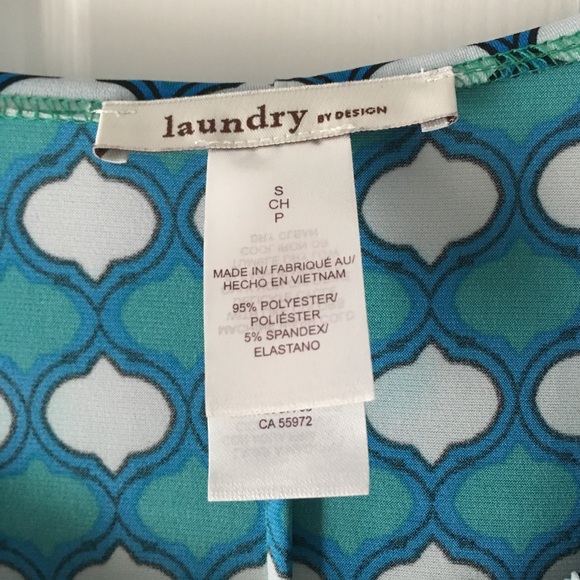 laundry BY DESIGN
S
CH
P
MADE IN/ FABRIQUÉ AU/
HECHO EN VIETNAM
95% POLYESTER/
POLIÉSTER
5% SPANDEX/
ELASTANO
CA 55972